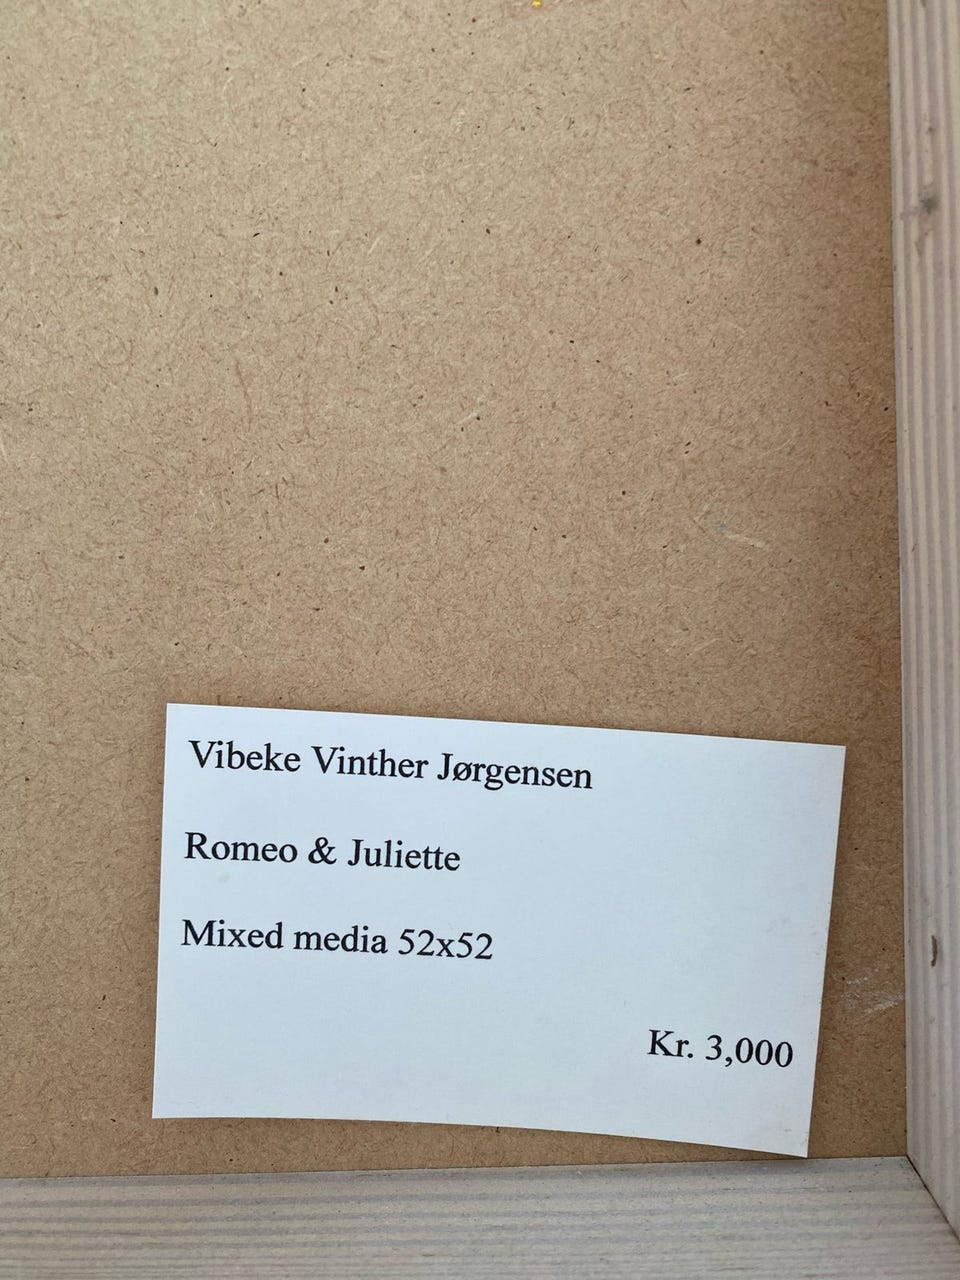 Vibeke Vinther Jørgensen
Romeo & Juliette
Mixed media 52x52
Kr. 3,000